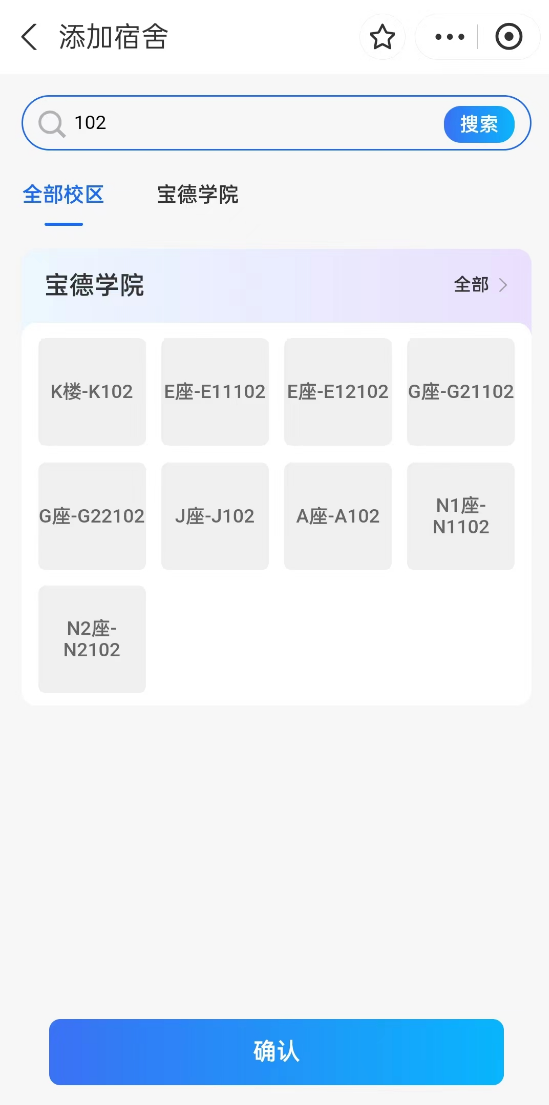 添加宿舍
102
搜索
全部校区
宝德学院
宝德学院
全部
K楼-K102
E座-E11102
E座-E12102
G座-G21102
G座-G22102
J座-J102
A座-A102
N1座-
N1102
N2座-
N2102
确认